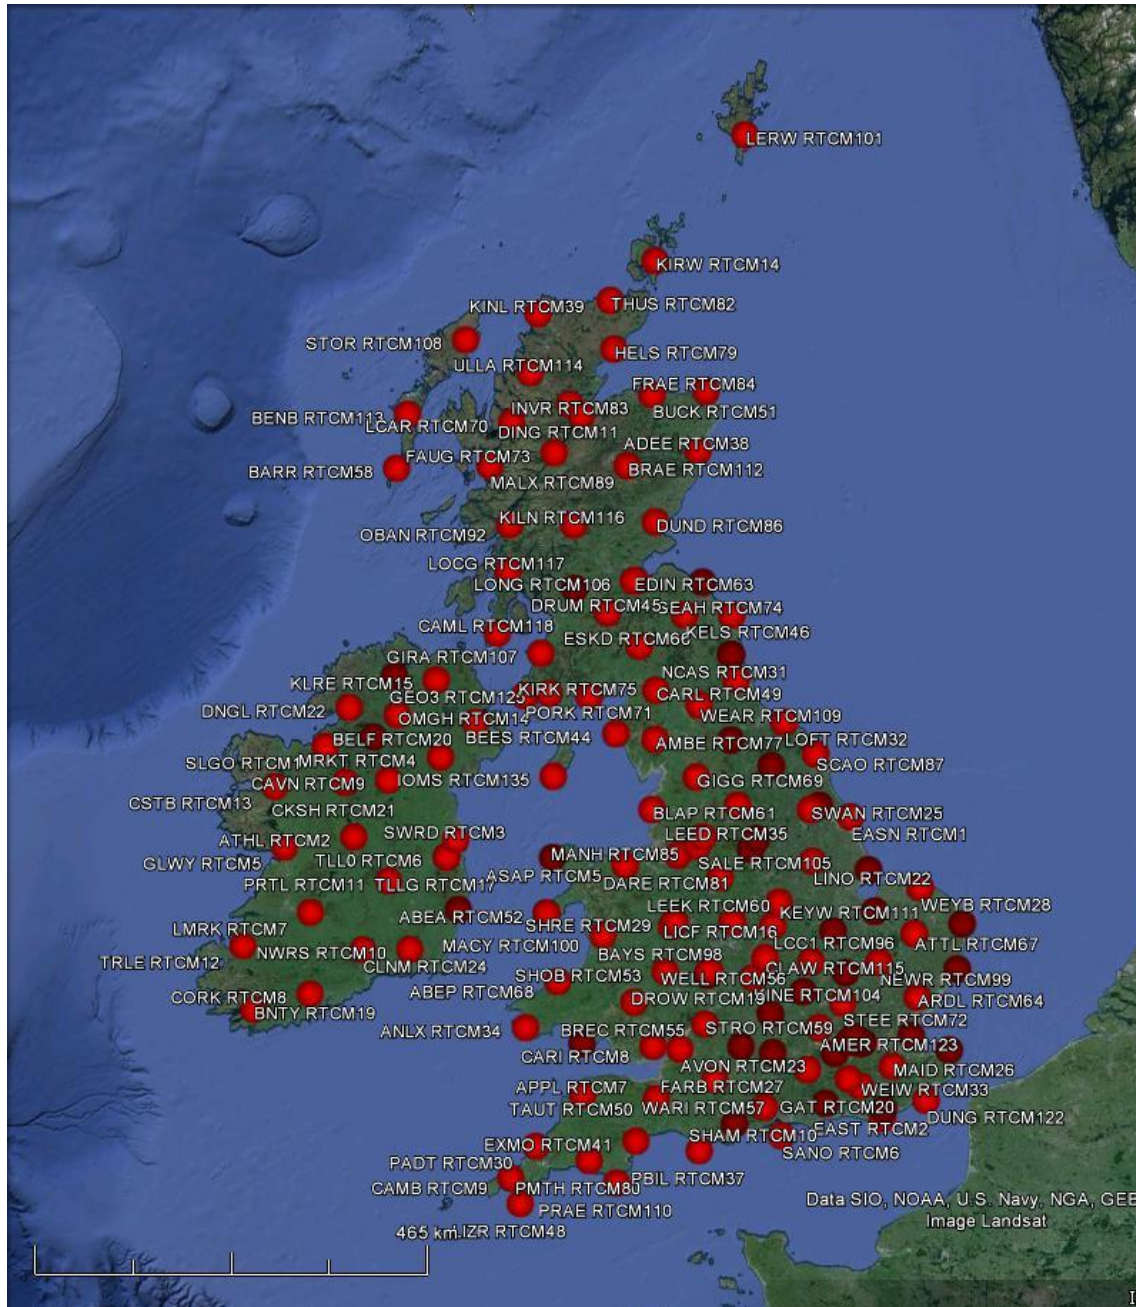 LERW RTCM101
KIRW RTCM14
KINL RTCM39
THUS RTCM82
STOR RTCM108
HELS RTCM79
ULLA RTCM114
FRAE RTCM84
INVR RTCM83
BUCK RTCM51
BENB RTCM113
LCAR RTCM70
DING RTCM11
ADEE RTCM38
FAUG RTCM73
BARR RTCM58
BRAE RTCM112
MALX RTCM89
KILN RTCM116
DUND RTCM86
OBAN RTCM92
LOCG RTCM117
LONG RTCM106
EDIN RTCM63
DRUM RTCM45
SEAH RTCM74
CAML RTCM118
KELS RTCM46
ESKD RTCM66
GIRA RTCM107
NCAS RTCM31
KLRE RTCM15
KIRK RTCM75
CARL RTCM49
GEO3 RTCM125
DNGL RTCM22
OMGH RTCM14
PORK RTCM71
WEAR RTCM109
BELF RTCM20
BEES RTCM44
AMBE RTCM77
LOFT RTCM32
SLGO RTCM1
MRKT RTCM4
SCAO RTCM87
CAVN RTCM9
IOMS RTCM135
GIGG RTCM69
CSTB RTCM13
CKSH RTCM21
BLAP RTCM61
SWAN RTCM25
ATHL RTCM2
SWRD RTCM3
LEED RTCM35
EASN RTCM1
GLWY RTCM5
TLL0 RTCM6
MANH RTCM85
SALE RTCM105
ASAP RTCM5
PRTL RTCM11
TLLG RTCM17
DARE RTCM81
LINO RTCM22
ABEA RTCM52
LEEK RTCM60
KEYW RTCM111
WEYB RTCM28
LMRK RTCM7
SHRE RTCM29
LICF RTCM16
NWRS RTCM10
MACY RTCM100
LCC1 RTCM96
ATTL RTCM67
TRLE RTCM12
CLNM RTCM24
BAYS RTCM98
CLAW RTCM115
SHOB RTCM53
WELL RTCM56
NEWR RTCM99
ABEP RTCM68
CORK RTCM8
DROW RTCM19
KINE RTCM104
ARDL RTCM64
BNTY RTCM19
STEE RTCM72
ANLX RTCM34
BREC RTCM55
STRO RTCM59
AMER RTCM123
CARI RTCM8
AVON RTCM23
MAID RTCM26
APPL RTCM7
FARB RTCM27
WEIW RTCM33
TAUT RTCM50
WARI RTCM57
GAT RTCM20
DUNG RTCM122
EAST RTCM2
SHAM RTCM10
EXMO RTCM41
SANO RTCM6
PADT RTCM30
PBIL RTCM37
CAMB RTCM9
PMTH RTCM80
Data SIO, NOAA, U.S. Navy, NGA, GEB
PRAE RTCM110
Image Landsat
465 km
LIZR RTCM48